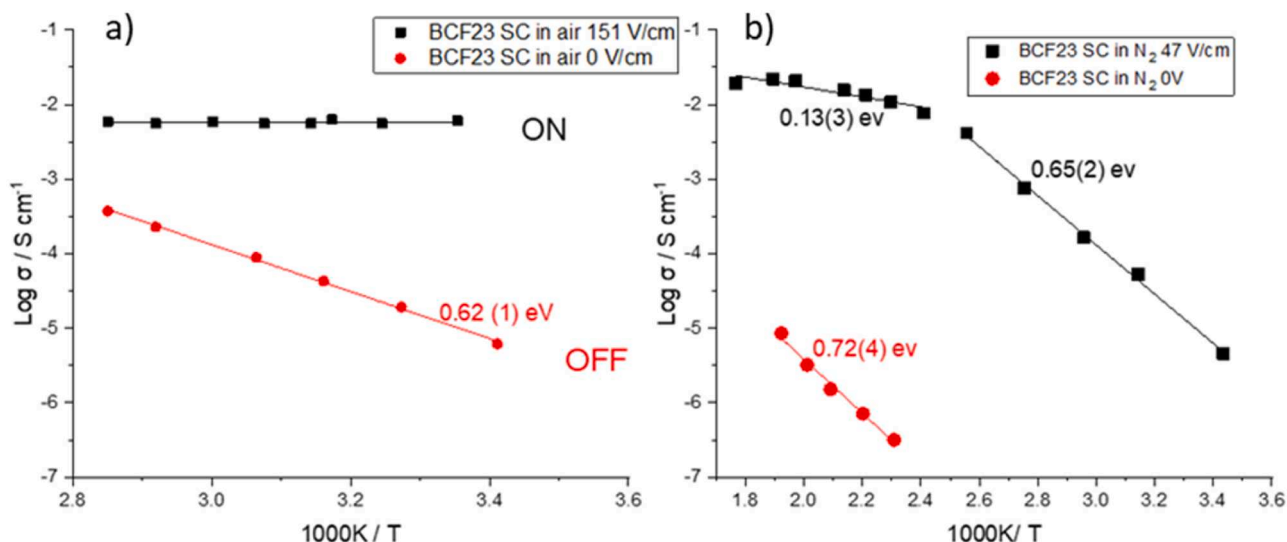 a)
BCF23 SC in air 151 V/cm
BCF23 SC in air 0 V/cm
-1
-2
-3
-4
-5
-6
-7
Log σ / S cm⁻¹
ON
0.62 (1) eV
OFF
2.8 3.0 3.2 3.4 3.6
1000K / T
b)
BCF23 SC in N₂ 47 V/cm
BCF23 SC in N₂ 0V
-1
-2
-3
-4
-5
-6
-7
Log σ / S cm⁻¹
0.13(3) ev
0.65(2) ev
0.72(4) ev
1.8 2.0 2.2 2.4 2.6 2.8 3.0 3.2 3.4 3.6
1000K / T